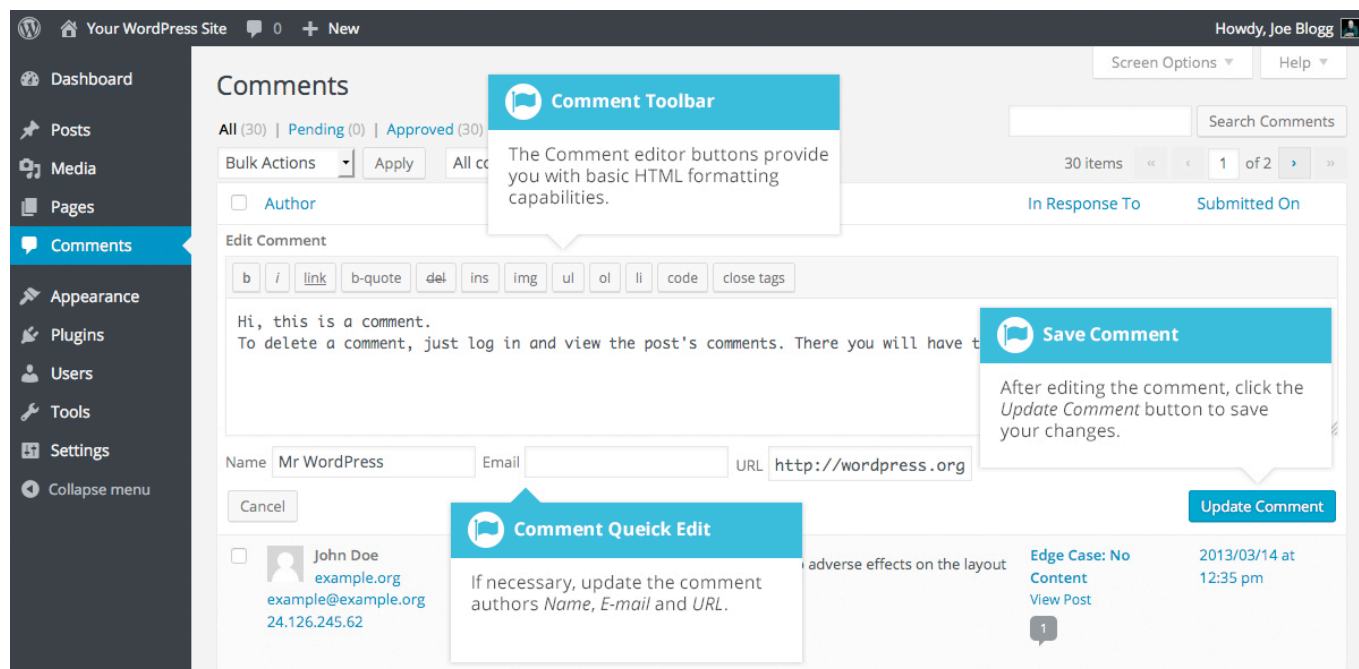 Your WordPress Site 0 + New Howdy, Joe Blogg
Dashboard
Posts
Media
Pages
Comments
Appearance
Plugins
Users
Tools
Settings
Collapse menu
Screen Options Help
Comments
All (30) | Pending (0) | Approved (30)
Search Comments
Bulk Actions Apply All
30 items « ‹ 1 of 2 › »
Author In Response To Submitted On
Comment Toolbar
The Comment editor buttons provide
you with basic HTML formatting
capabilities.
Edit Comment
b i link b-quote del ins img ul ol li code close tags
Hi, this is a comment.
To delete a comment, just log in and view the post's comments. There you will have
Save Comment
After editing the comment, click the
Update Comment button to save
your changes.
Name Mr WordPress Email URL http://wordpress.org
Cancel Update Comment
Comment Queick Edit
If necessary, update the comment
authors Name, E-mail and URL.
John Doe
example.org
example@example.org
24.126.245.62
adverse effects on the layout
Edge Case: No
Content
View Post
1
2013/03/14 at
12:35 pm